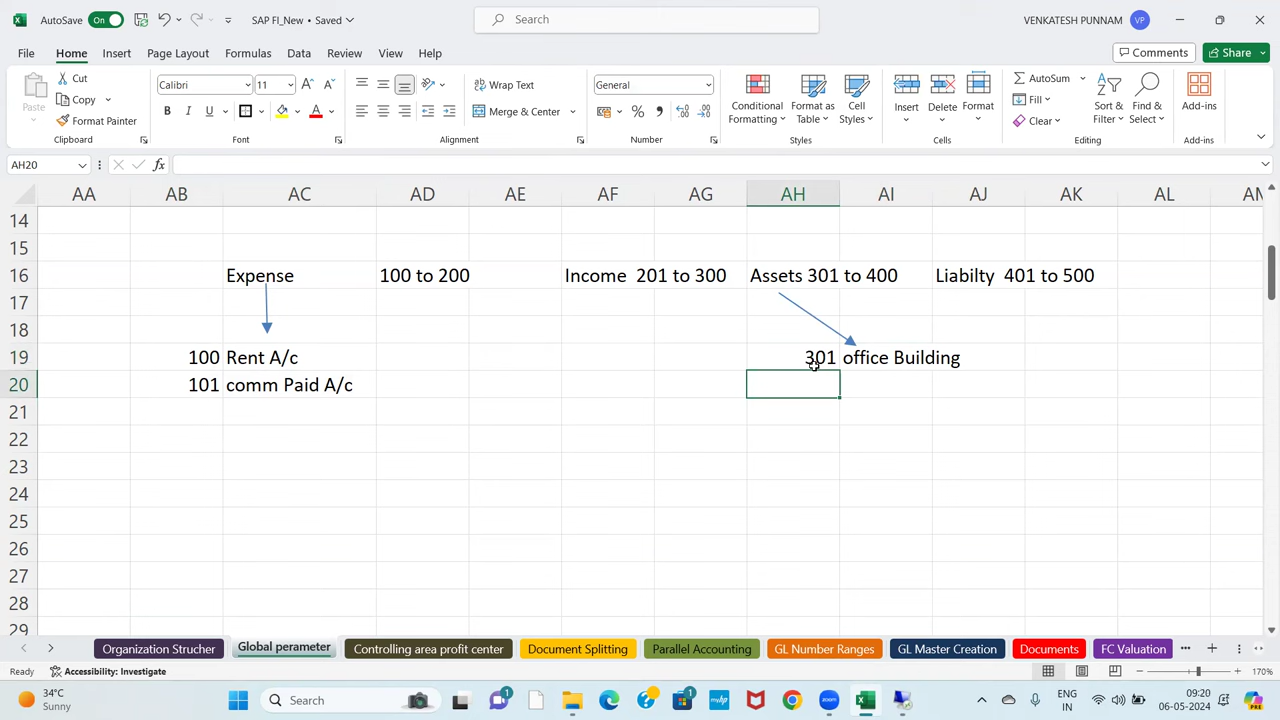 AutoSave On SAP FI_New • Saved Search VENKATESH PUNNAM VP
File Home Insert Page Layout Formulas Data Review View Help Comments Share
Paste Cut Copy Format Painter Clipboard
Calibri 11 B I U A Font
Wrap Text Merge & Center Alignment
General % , Number
Conditional Formatting Format as Table Cell Styles Styles
Insert Delete Format Cells
AutoSum Fill Clear Sort & Filter Find & Select Editing
Add-ins Add-ins
AH20 fx
AA AB AC AD AE AF AG AH AI AJ AK AL AM
14
15
16 Expense 100 to 200 Income 201 to 300 Assets 301 to 400 Liabilty 401 to 500
17
18
19 100 Rent A/c 301 office Building
20 101 comm Paid A/c
21
22
23
24
25
26
27
28
29
Organization Strucher Global perameter Controlling area profit center Document Splitting Parallel Accounting GL Number Ranges GL Master Creation Documents FC Valuation
Ready Accessibility: Investigate 170%
34°C Sunny Search 1 1 zoom ENG IN 09:20 06-05-2024